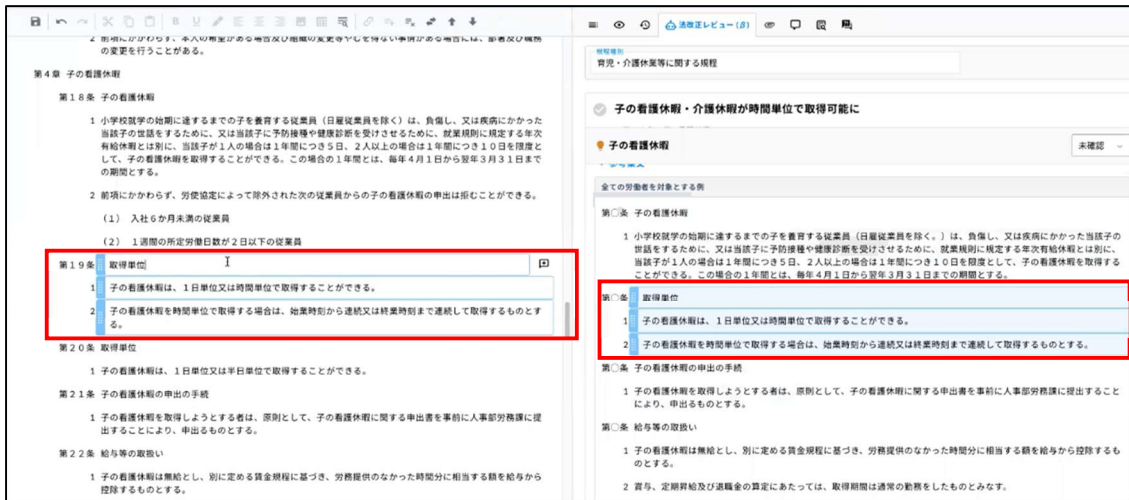 法改正レビュー(β)
2 前項にかかわらず、本人の希望がある場合及び組織の変更等やむを得ない事情がある場合には、部署及び職務
の変更を行うことがある。
第4章 子の看護休暇
第18条 子の看護休暇
1 小学校就学の始期に達するまでの子を養育する従業員（日雇従業員を除く）は、負傷し、又は疾病にかかった
当該子の世話をするために、又は当該子に予防接種や健康診断を受けさせるために、就業規則に規定する年次
有給休暇とは別に、当該子が1人の場合は1年間につき5日、2人以上の場合は1年間につき10日を限度と
して、子の看護休暇を取得することができる。この場合の1年間とは、毎年4月1日から翌年3月31日まで
の期間とする。
2 前項にかかわらず、労使協定によって除外された次の従業員からの子の看護休暇の申出は拒むことができる。
(1) 入社6か月未満の従業員
(2) 1週間の所定労働日数が2日以下の従業員
第19条 取得単位
1 子の看護休暇は、1日単位又は時間単位で取得することができる。
2 子の看護休暇を時間単位で取得する場合は、始業時刻から連続又は終業時刻まで連続して取得するものとす
る。
第20条 取得単位
1 子の看護休暇は、1日単位又は半日単位で取得することができる。
第21条 子の看護休暇の申出の手続
1 子の看護休暇を取得しようとする者は、原則として、子の看護休暇に関する申出書を事前に人事部労務課に提
出することにより、申出るものとする。
第22条 給与等の取扱い
1 子の看護休暇は無給とし、別に定める賃金規程に基づき、労務提供のなかった時間分に相当する額を給与から
控除するものとする。
規程種別
育児・介護休業等に関する規程
子の看護休暇・介護休暇が時間単位で取得可能に
子の看護休暇
未確認
参考条文
全ての労働者を対象とする例
第〇条 子の看護休暇
1 小学校就学の始期に達するまでの子を養育する従業員（日雇従業員を除く。）は、負傷し、又は疾病にかかった当該子の
世話をするために、又は当該子に予防接種や健康診断を受けさせるために、就業規則に規定する年次有給休暇とは別に、
当該子が1人の場合は1年間につき5日、2人以上の場合は1年間につき10日を限度として、子の看護休暇を取得する
ことができる。この場合の1年間とは、毎年4月1日から翌年3月31日までの期間とする。
第〇条 取得単位
1 子の看護休暇は、1日単位又は時間単位で取得することができる。
2 子の看護休暇を時間単位で取得する場合は、始業時刻から連続又は終業時刻まで連続して取得するものとする。
第〇条 子の看護休暇の申出の手続
1 子の看護休暇を取得しようとする者は、原則として、子の看護休暇に関する申出書を事前に人事部労務課に提出すること
により、申出るものとする。
第〇条 給与等の取扱い
1 子の看護休暇は無給とし、別に定める賃金規程に基づき、労務提供のなかった時間分に相当する額を給与から控除するも
のとする。
2 賞与、定期昇給及び退職金の算定にあたっては、取得期間は通常の勤務をしたものとみなす。